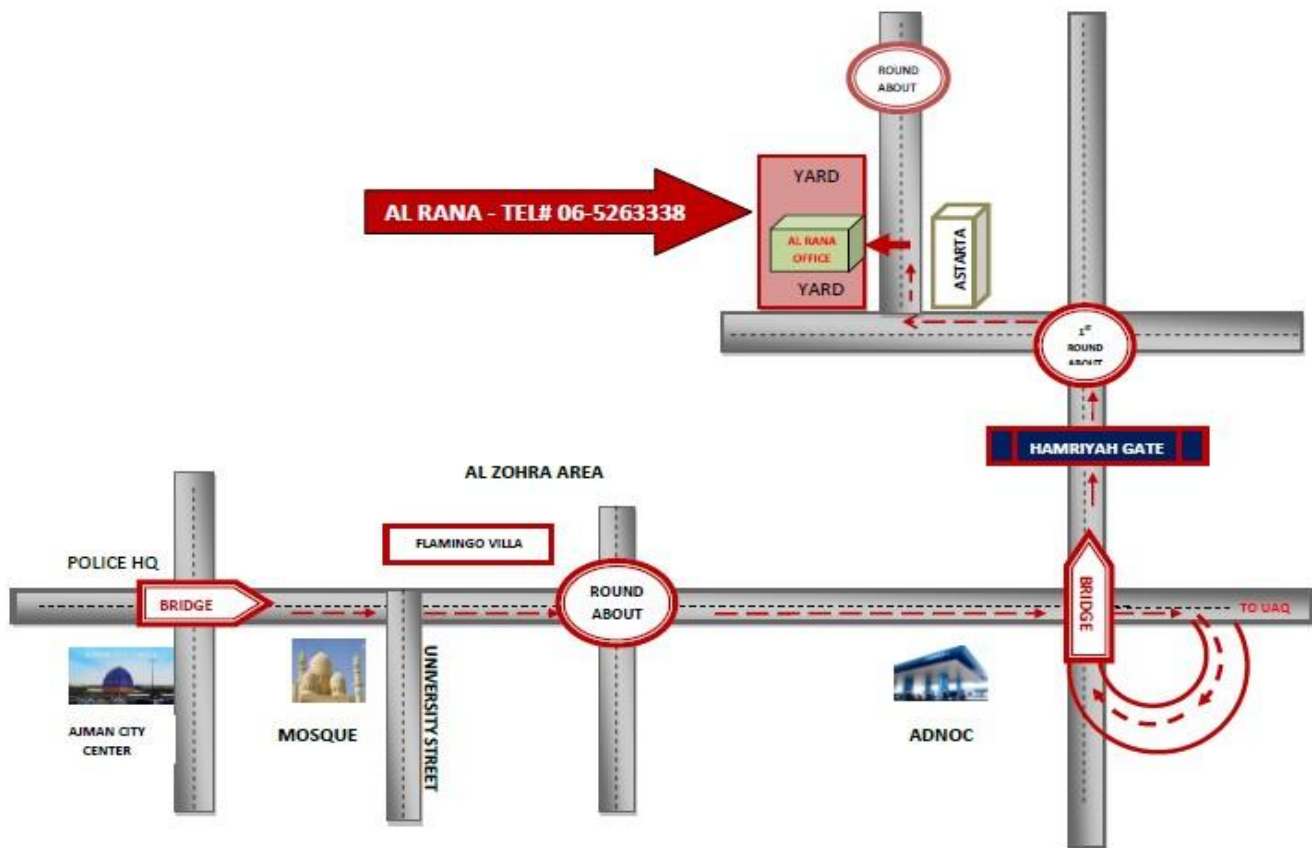 ROUND
ABOUT
YARD
AL RANA - TEL# 06-5263338
AL RANA
OFFICE
ASTARTA
YARD
1ST
ROUND
ABOUT
HAMRIYAH GATE
AL ZOHRA AREA
FLAMINGO VILLA
POLICE HQ
BRIDGE
ROUND
ABOUT
BRIDGE
TO UAQ
UNIVERSITY STREET
AJMAN CITY
CENTER
MOSQUE
ADNOC